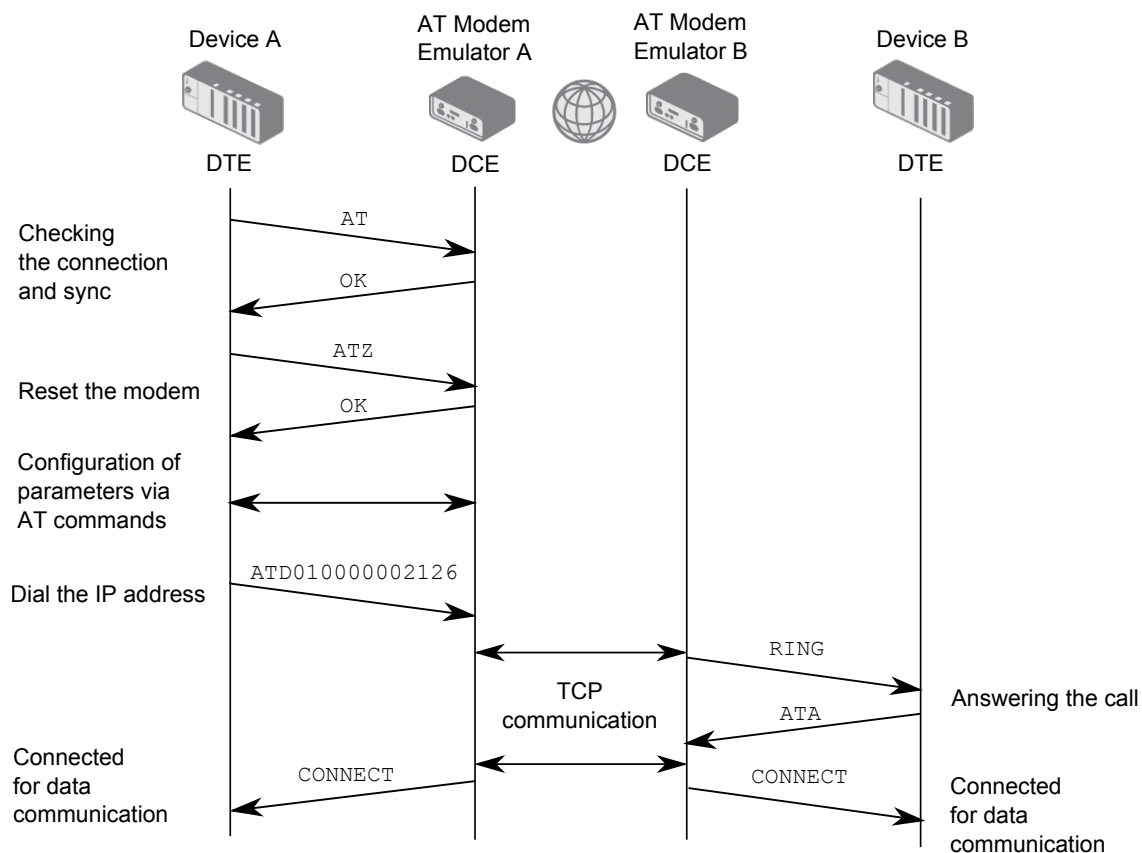 Device A
AT Modem
Emulator A
AT Modem
Emulator B
Device B
DTE
DCE
DCE
DTE
Checking
the connection
and sync
AT
OK
Reset the modem
ATZ
OK
Configuration of
parameters via
AT commands
Dial the IP address
ATD010000002126
RING
TCP
communication
ATA
Answering the call
Connected
for data
communication
CONNECT
CONNECT
Connected
for data
communication